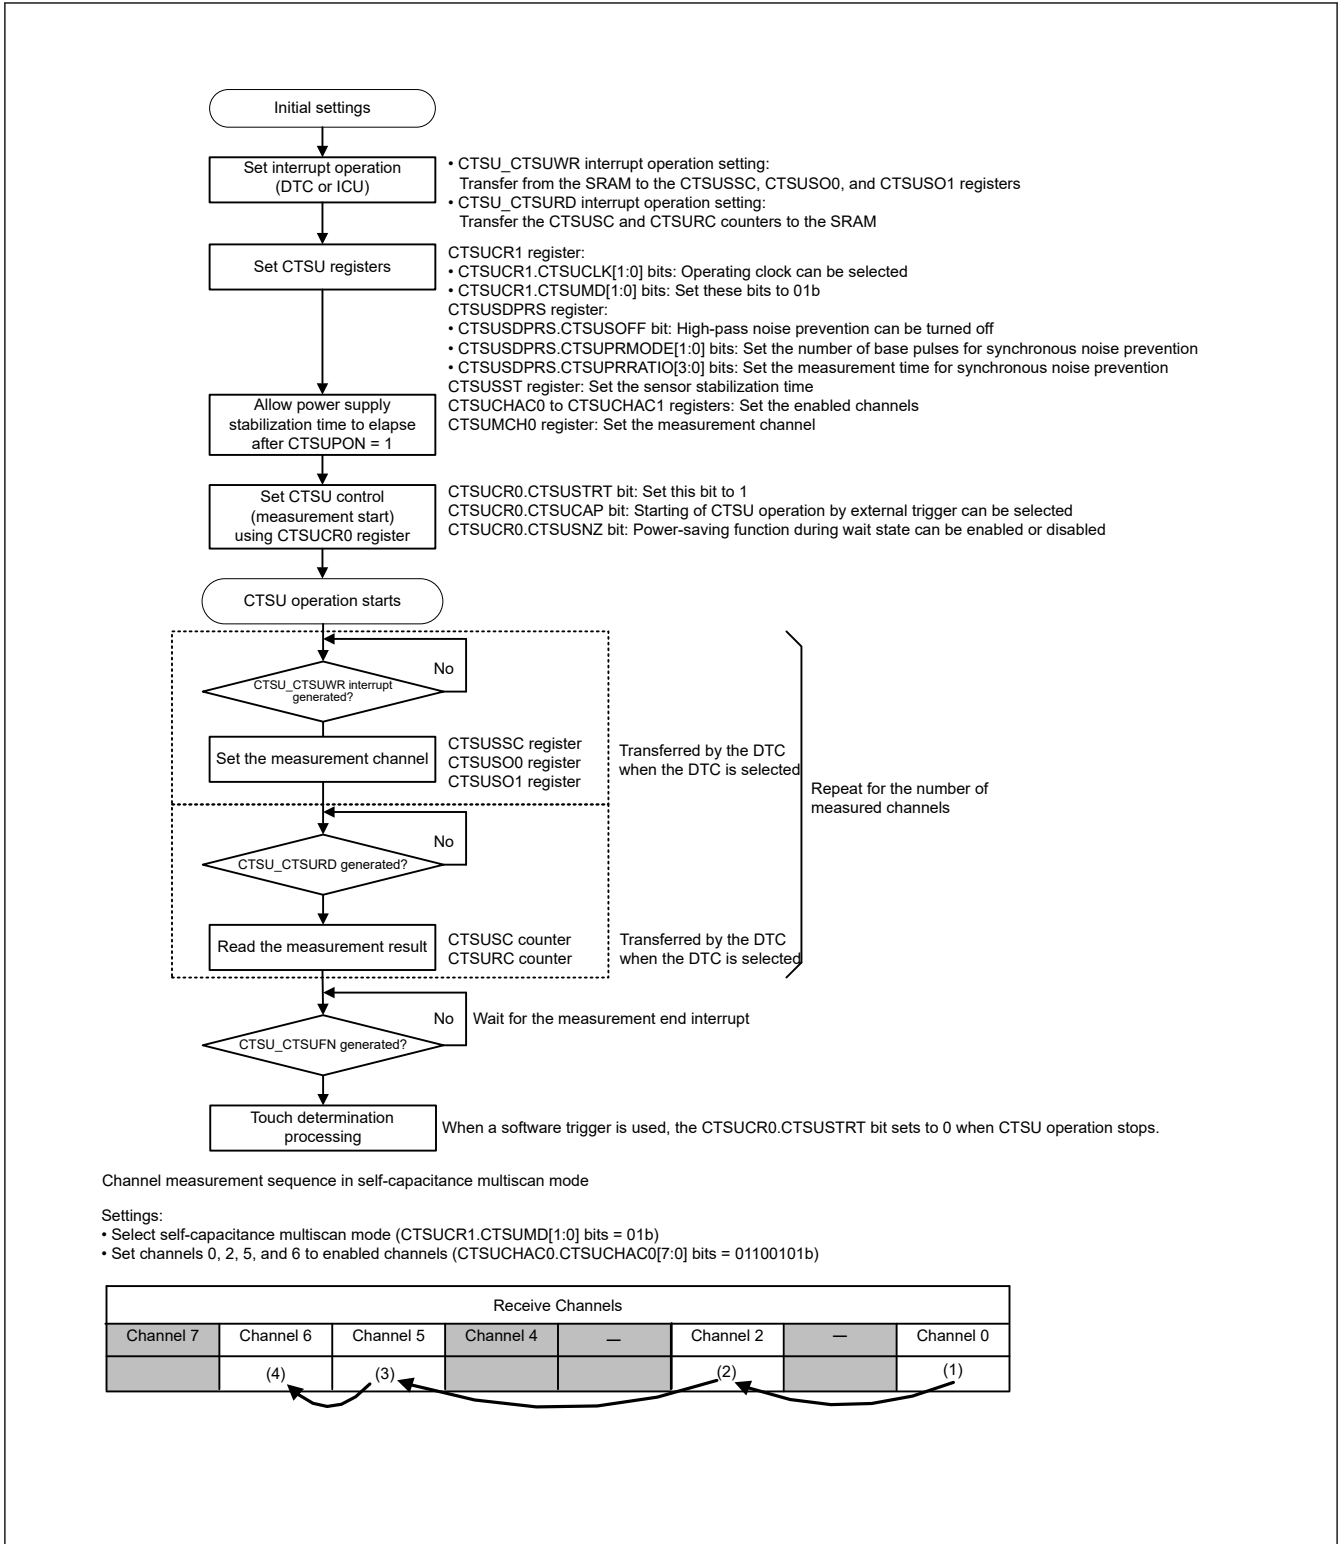 Initial settings
Set interrupt operation
(DTC or ICU)
• CTSU_CTSUWR interrupt operation setting:
Transfer from the SRAM to the CTSUSSC, CTSUSO0, and CTSUSO1 registers
• CTSU_CTSURD interrupt operation setting:
Transfer the CTSUSC and CTSURC counters to the SRAM
Set CTSU registers
CTSUCR1 register:
• CTSUCR1.CTSUCLK[1:0] bits: Operating clock can be selected
• CTSUCR1.CTSUMD[1:0] bits: Set these bits to 01b
CTSUSDPRS register:
• CTSUSDPRS.CTSUSOFF bit: High-pass noise prevention can be turned off
• CTSUSDPRS.CTSUPRMODE[1:0] bits: Set the number of base pulses for synchronous noise prevention
• CTSUSDPRS.CTSUPRRATIO[3:0] bits: Set the measurement time for synchronous noise prevention
CTSUSST register: Set the sensor stabilization time
CTSUCHAC0 to CTSUCHAC1 registers: Set the enabled channels
CTSUMCH0 register: Set the measurement channel
Allow power supply
stabilization time to elapse
after CTSUPON = 1
Set CTSU control
(measurement start)
using CTSUCR0 register
CTSUCR0.CTSUSTRT bit: Set this bit to 1
CTSUCR0.CTSUCAP bit: Starting of CTSU operation by external trigger can be selected
CTSUCR0.CTSUSNZ bit: Power-saving function during wait state can be enabled or disabled
CTSU operation starts
No
CTSU_CTSUWR interrupt
generated?
Set the measurement channel
CTSUSSC register
CTSUSO0 register
CTSUSO1 register
Transferred by the DTC
when the DTC is selected
Repeat for the number of
measured channels
No
CTSU_CTSURD generated?
Read the measurement result
CTSUSC counter
CTSURC counter
Transferred by the DTC
when the DTC is selected
No
Wait for the measurement end interrupt
CTSU_CTSUFN generated?
Touch determination
processing
When a software trigger is used, the CTSUCR0.CTSUSTRT bit sets to 0 when CTSU operation stops.
Channel measurement sequence in self-capacitance multiscan mode
Settings:
• Select self-capacitance multiscan mode (CTSUCR1.CTSUMD[1:0] bits = 01b)
• Set channels 0, 2, 5, and 6 to enabled channels (CTSUCHAC0.CTSUCHAC0[7:0] bits = 01100101b)
Receive Channels
Channel 7 Channel 6 Channel 5 Channel 4 — Channel 2 — Channel 0
(4) (3) (2) (1)